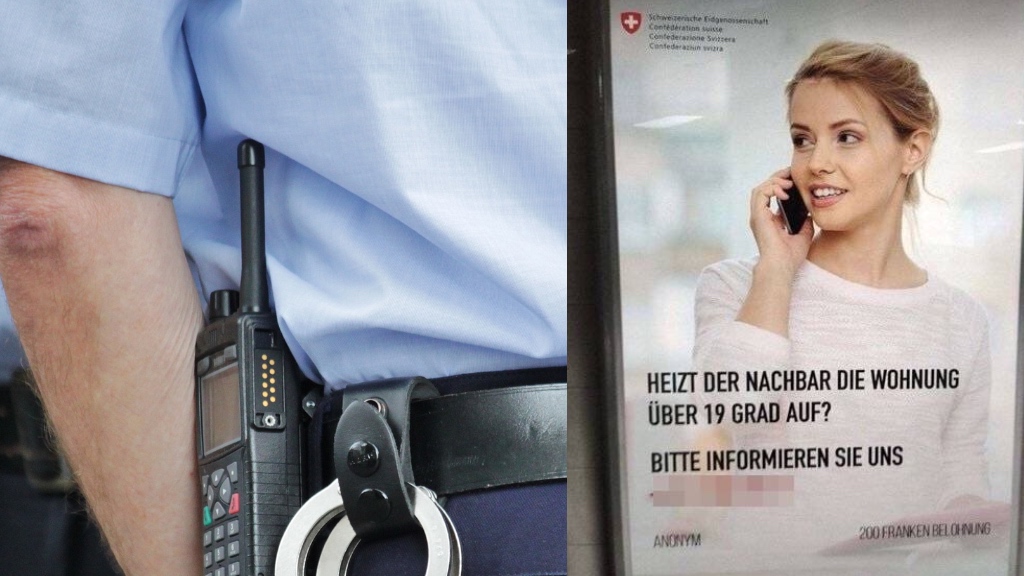 Schweizerische Eidgenossenschaft
Confédération suisse
Confederazione Svizzera
Confederaziun svizra
HEIZT DER NACHBAR DIE WOHNUNG
ÜBER 19 GRAD AUF?
BITTE INFORMIEREN SIE UNS
ANONYM
200 FRANKEN BELOHNUNG